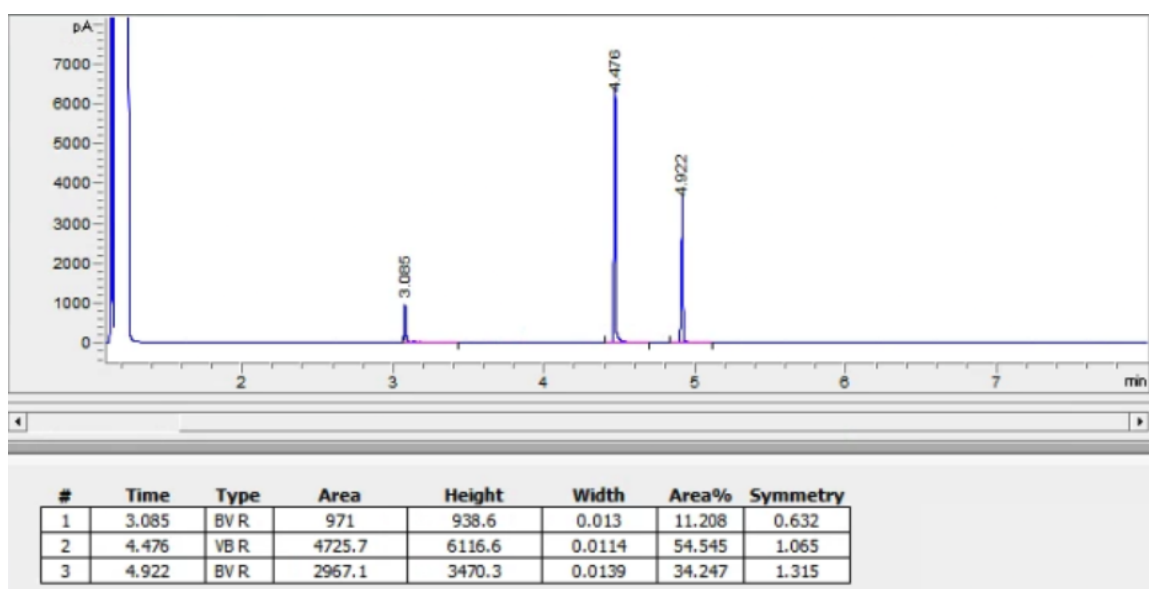 pA
7000
6000
5000
4000
3000
2000
1000
0
3.085
4.476
4.922
2 3 4 5 6 7 min
# Time Type Area Height Width Area% Symmetry
1 3.085 BV R 971 938.6 0.013 11.208 0.632
2 4.476 VB R 4725.7 6116.6 0.0114 54.545 1.065
3 4.922 BV R 2967.1 3470.3 0.0139 34.247 1.315